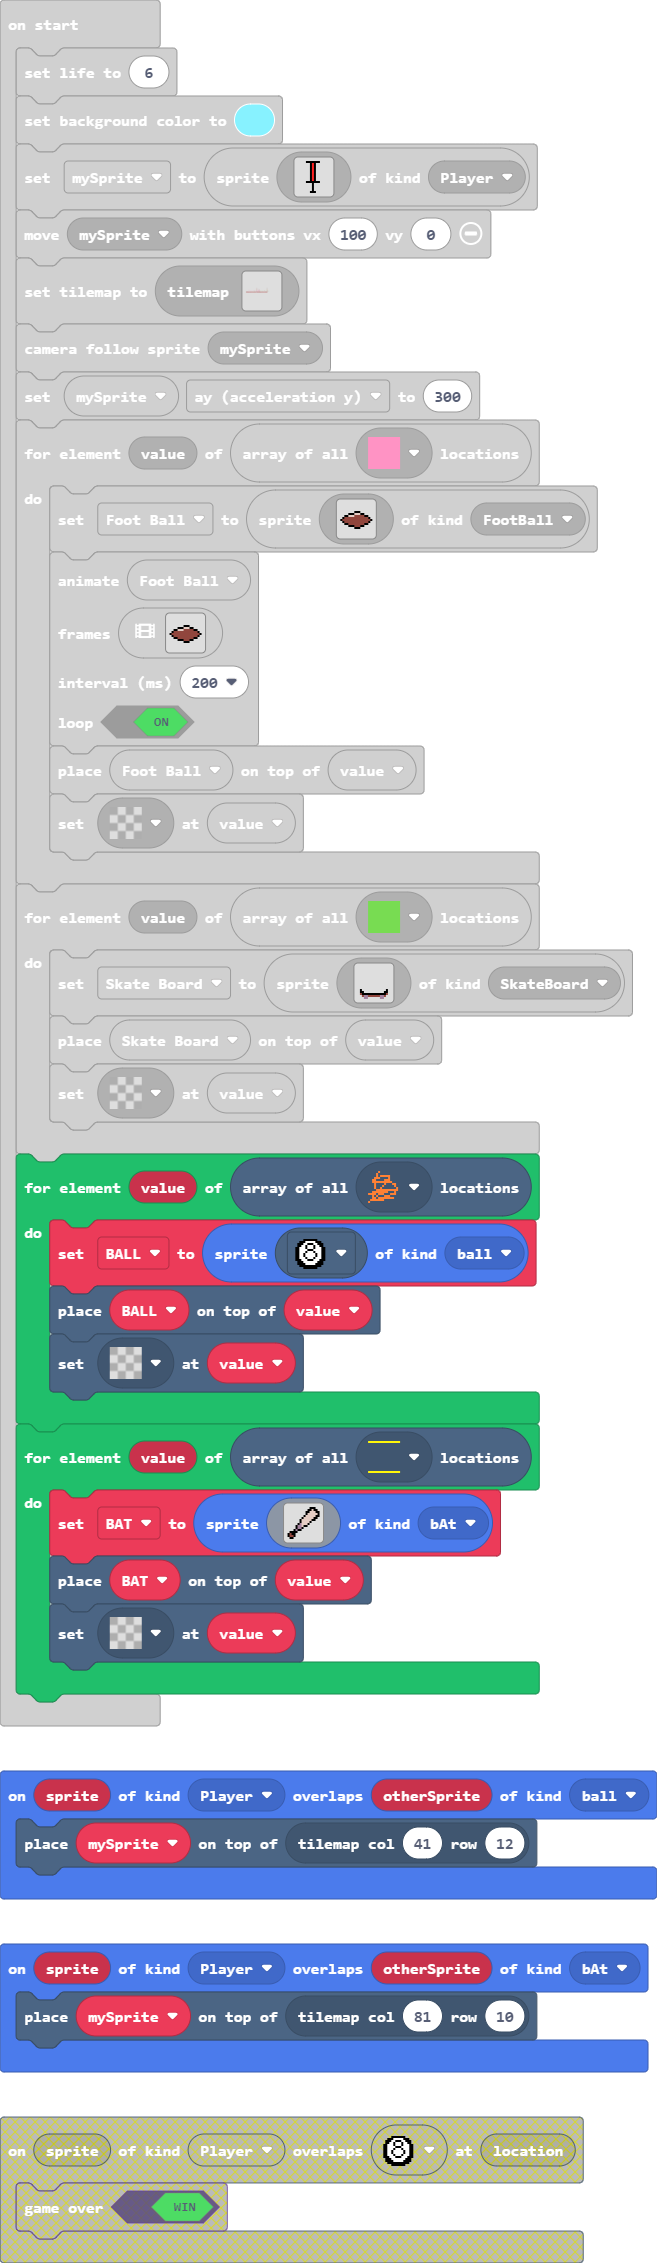 on start
set life to 6
set background color to
set mySprite to sprite of kind Player
move mySprite with buttons vx 100 vy 0
set tilemap to tilemap
camera follow sprite mySprite
set mySprite ay (acceleration y) to 300
for element value of array of all locations
do
set Foot Ball to sprite of kind FootBall
animate Foot Ball
frames
interval (ms) 200
loop ON
place Foot Ball on top of value
set at value
for element value of array of all locations
do
set Skate Board to sprite of kind SkateBoard
place Skate Board on top of value
set at value
for element value of array of all locations
do
set BALL to sprite 8 of kind ball
place BALL on top of value
set at value
for element value of array of all locations
do
set BAT to sprite of kind bAt
place BAT on top of value
set at value
on sprite of kind Player overlaps otherSprite of kind ball
place mySprite on top of tilemap col 41 row 12
on sprite of kind Player overlaps otherSprite of kind bAt
place mySprite on top of tilemap col 81 row 10
on sprite of kind Player overlaps 8 at location
game over WIN